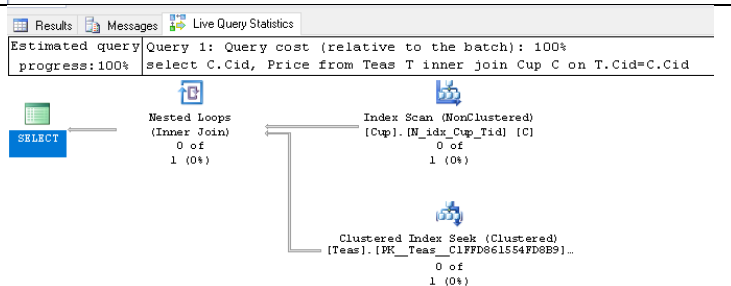 Results Messages Live Query Statistics
Estimated query Query 1: Query cost (relative to the batch): 100%
progress:100% select C.Cid, Price from Teas T inner join Cup C on T.Cid=C.Cid
SELECT
Nested Loops
(Inner Join)
0 of
1 (0%)
Index Scan (NonClustered)
[Cup].[N_idx_Cup_Tid] [C]
0 of
1 (0%)
Clustered Index Seek (Clustered)
[Teas].[PK__Teas__C1FFD861554FD8B9]…
0 of
1 (0%)